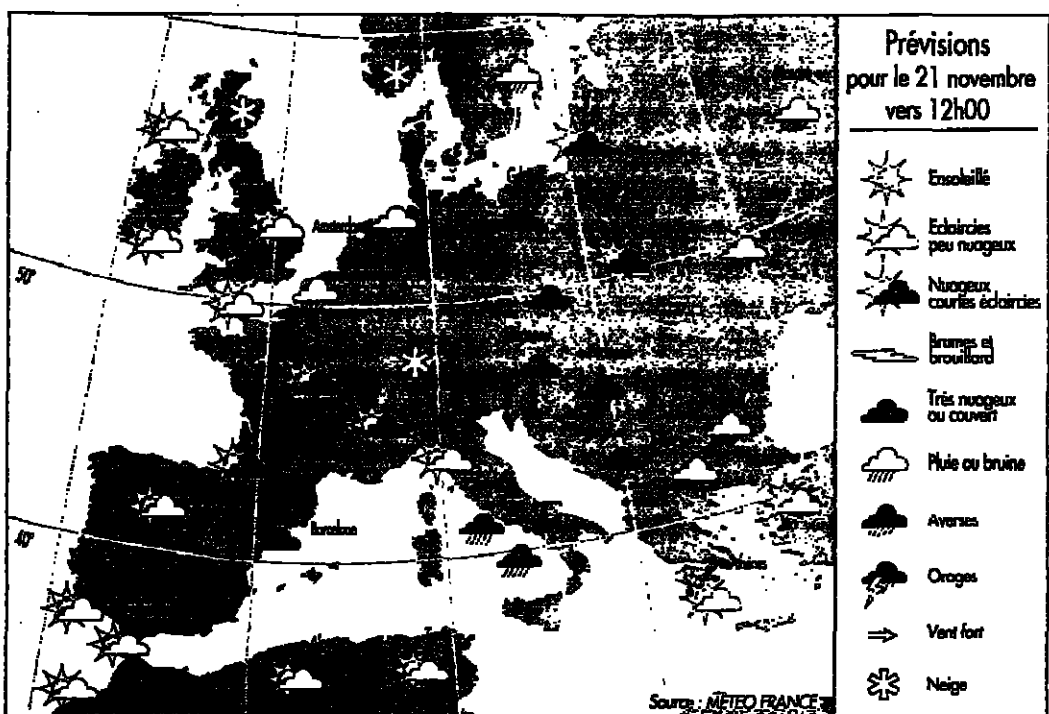 Prévisions
pour le 21 novembre
vers 12h00
Ensoleillé
Eclaircies
peu nuageux
Nuageux
courtes éclaircies
Brumes et
brouillard
Très nuageux
ou couvert
Pluie ou bruine
Averses
Orages
Vent fort
Neige
50°
Barcelone
40°
Source : MÉTÉO FRANCE